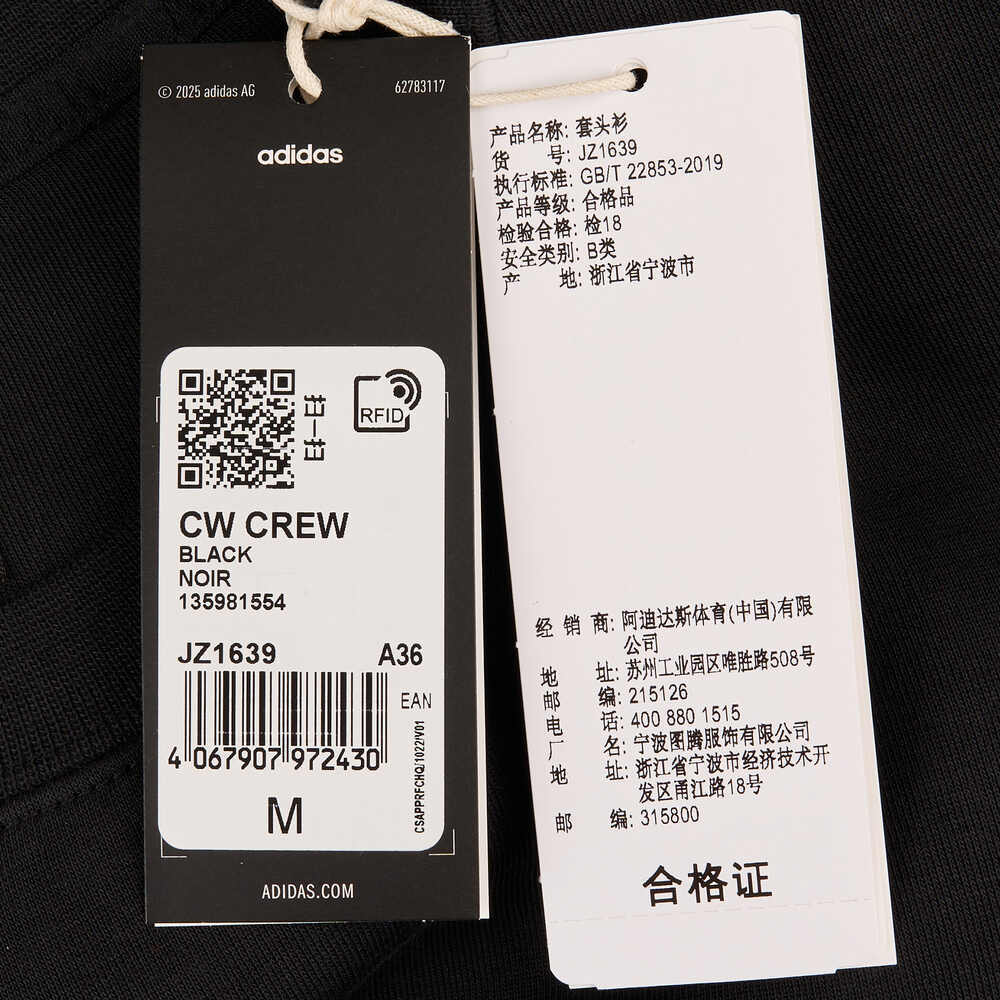 © 2025 adidas AG 62783117
adidas
RFID
CW CREW
BLACK
NOIR
135981554
JZ1639 A36
EAN
4 067907 972430
CSAPPRFCHQ/1022/V01
M
ADIDAS.COM
产品名称: 套头衫
货 号: JZ1639
执行标准: GB/T 22853-2019
产品等级: 合格品
检验合格: 检18
安全类别: B类
产 地: 浙江省宁波市
经 销 商: 阿迪达斯体育(中国)有限
公司
地 址: 苏州工业园区唯胜路508号
邮 编: 215126
电 话: 400 880 1515
厂 名: 宁波图腾服饰有限公司
地 址: 浙江省宁波市经济技术开
发区甬江路18号
邮 编: 315800
合格证